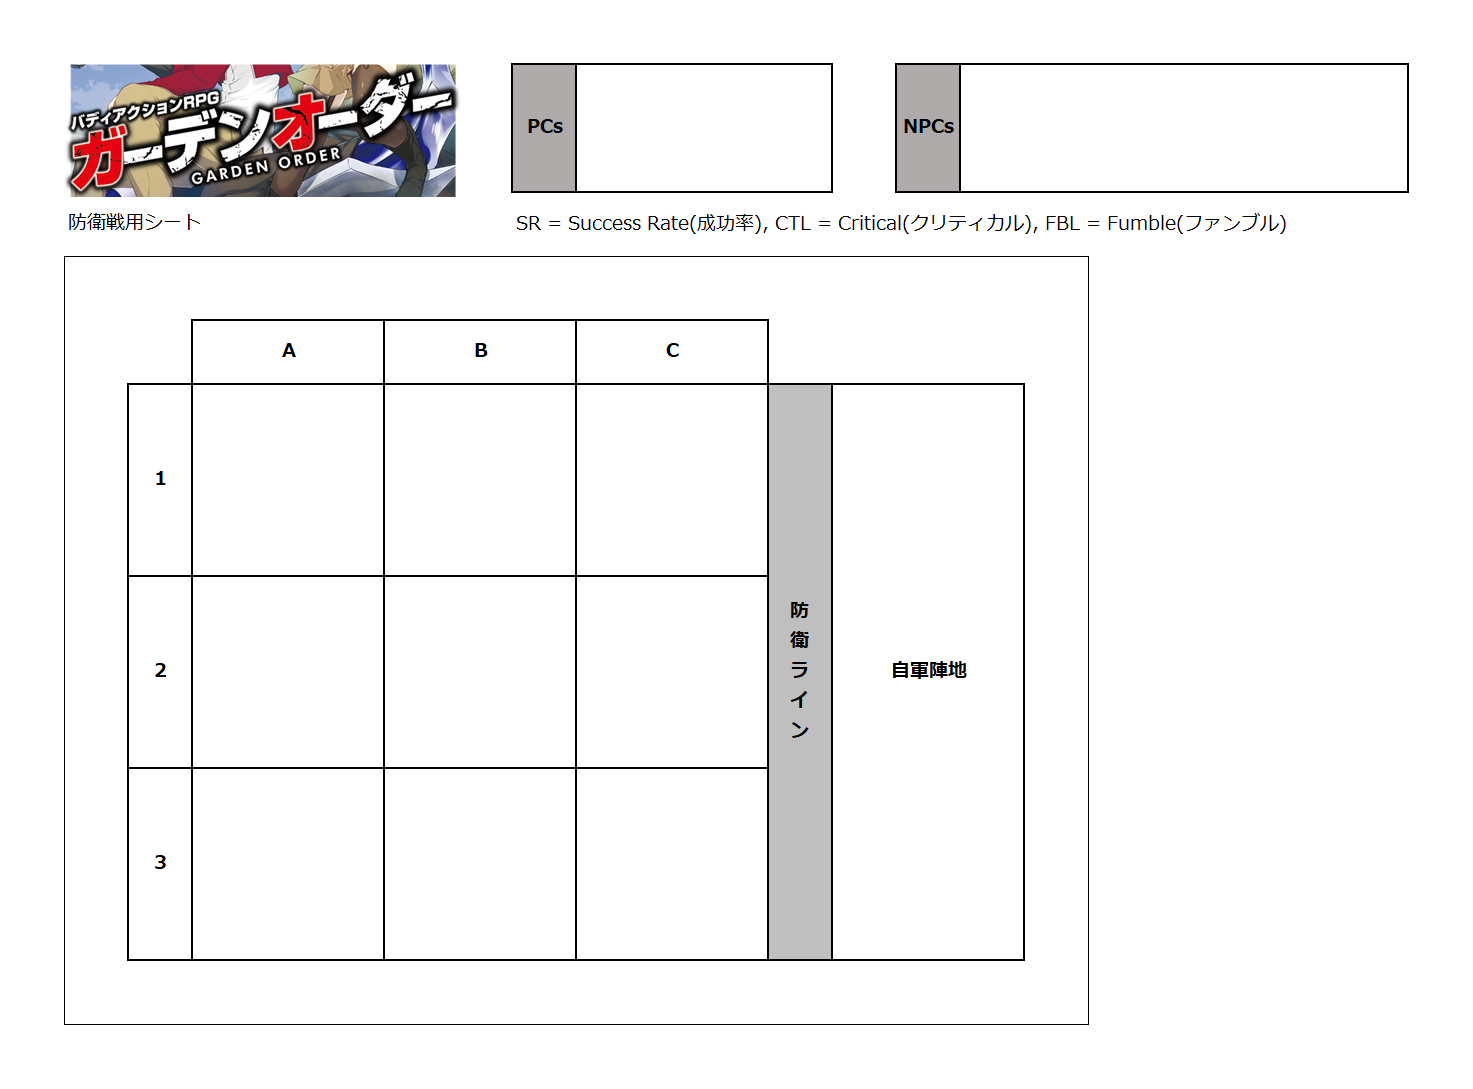 バディアクションRPG
ガーデンオーダー
GARDEN ORDER
PCs
NPCs
防衛戦用シート
SR = Success Rate(成功率), CTL = Critical(クリティカル), FBL = Fumble(ファンブル)
A
B
C
1
2
3
防衛ライン
自軍陣地